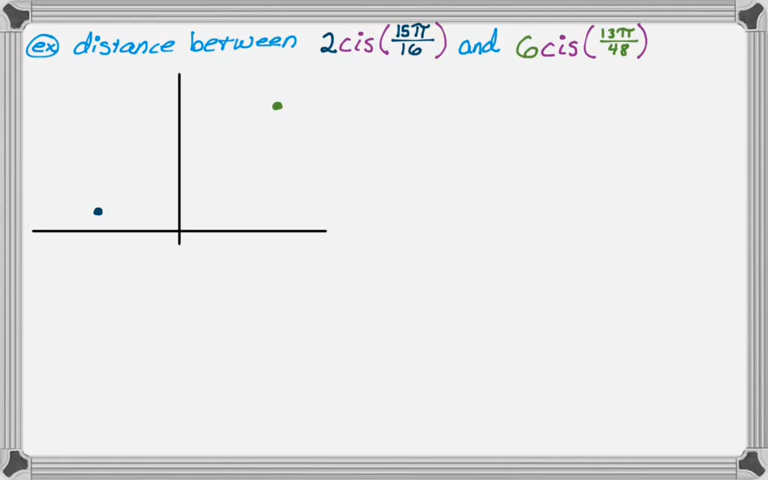 ex distance between 2cis(15π/16) and 6cis(13π/48)